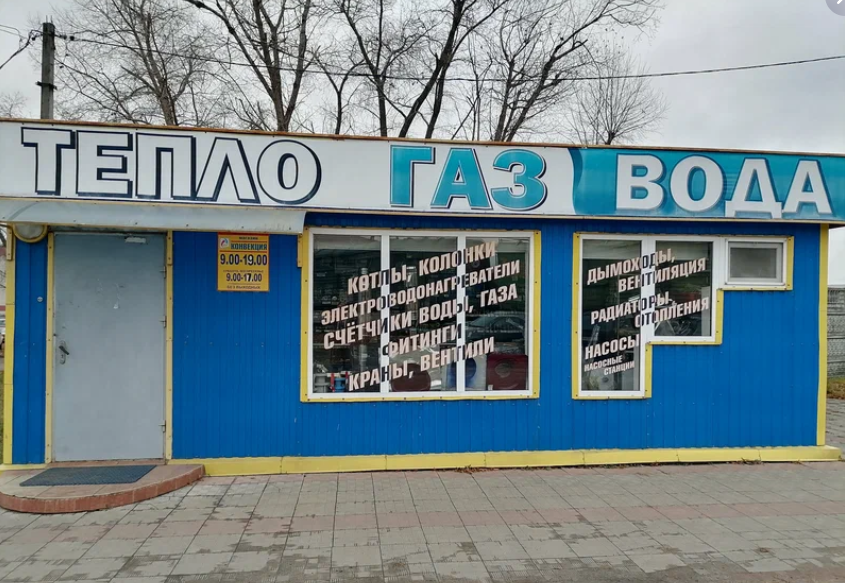 ТЕПЛО ГАЗ ВОДА
КОНВЕКЦИЯ
9.00-19.00
9.00-17.00
КОТЛЫ, КОЛОНКИ
ЭЛЕКТРОВОДОНАГРЕВАТЕЛИ
СЧЁТЧИКИ ВОДЫ, ГАЗА
ФИТИНГИ
КРАНЫ, ВЕНТИЛИ
ДЫМОХОДЫ,
ВЕНТИЛЯЦИЯ
РАДИАТОРЫ
ОТОПЛЕНИЯ
НАСОСЫ
НАСОСНЫЕ
СТАНЦИИ